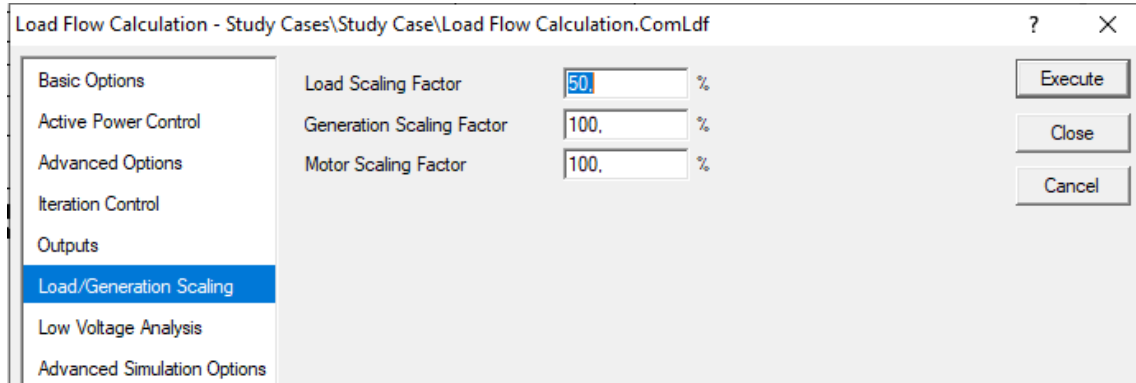 Load Flow Calculation - Study Cases\Study Case\Load Flow Calculation.ComLdf ? ×
Basic Options
Active Power Control
Advanced Options
Iteration Control
Outputs
Load/Generation Scaling
Low Voltage Analysis
Advanced Simulation Options
Load Scaling Factor 50, %
Generation Scaling Factor 100, %
Motor Scaling Factor 100, %
Execute
Close
Cancel